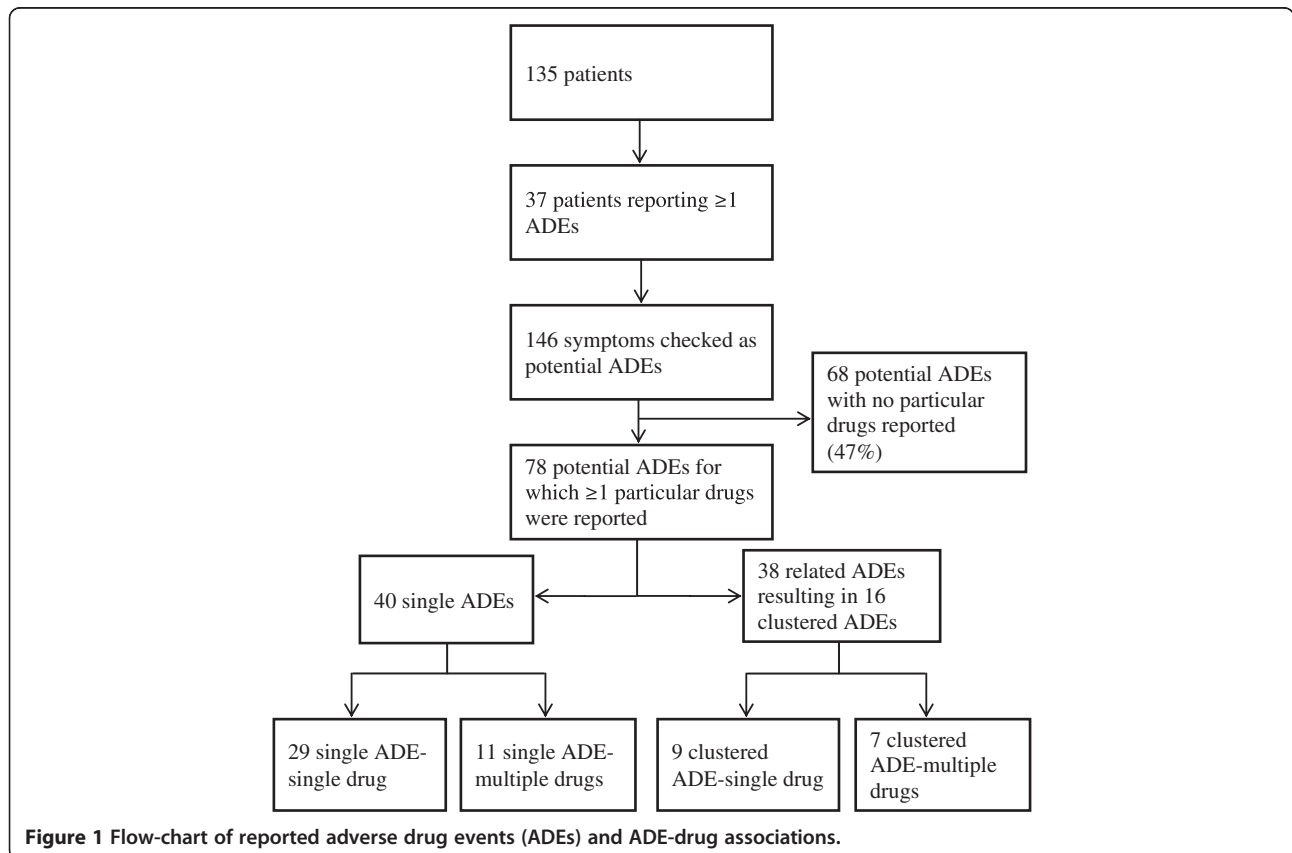 135 patients
37 patients reporting ≥1
ADEs
146 symptoms checked as
potential ADEs
68 potential ADEs
with no particular
drugs reported
(47%)
78 potential ADEs for
which ≥1 particular drugs
were reported
40 single ADEs
38 related ADEs
resulting in 16
clustered ADEs
29 single ADE-
single drug
11 single ADE-
multiple drugs
9 clustered
ADE-single drug
7 clustered
ADE-multiple
drugs
Figure 1 Flow-chart of reported adverse drug events (ADEs) and ADE-drug associations.